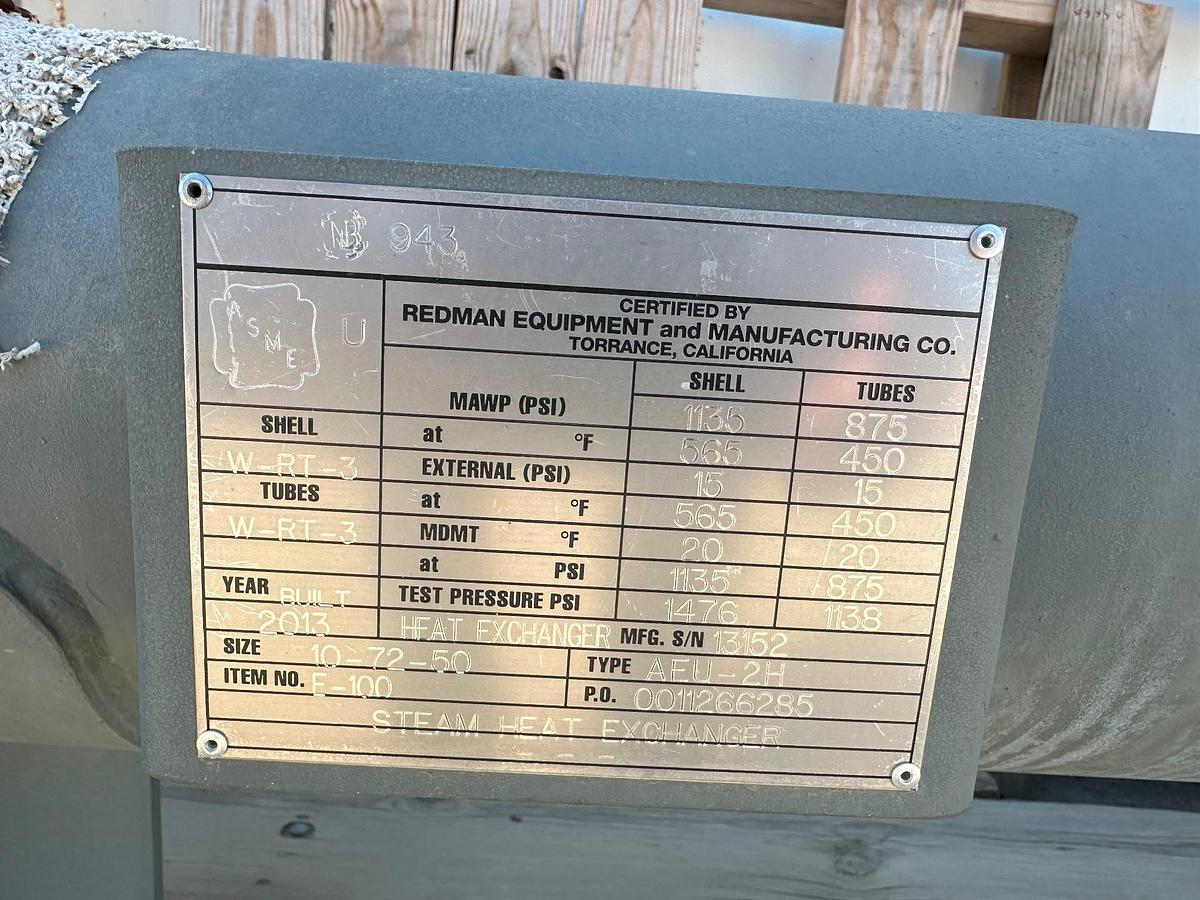 NB 943
ASME U
CERTIFIED BY
REDMAN EQUIPMENT and MANUFACTURING CO.
TORRANCE, CALIFORNIA
SHELL TUBES
MAWP (PSI) 1135 875
SHELL at °F 565 450
W-RT-3 EXTERNAL (PSI) 15 15
TUBES at °F 565 450
W-RT-3 MDMT °F 20 20
at PSI 1135 875
YEAR BUILT TEST PRESSURE PSI 1476 1138
2013 HEAT EXCHANGER MFG. S/N 13152
SIZE 10-72-50 TYPE AEU-2H
ITEM NO. E-100 P.O. 0011266285
STEAM HEAT EXCHANGER